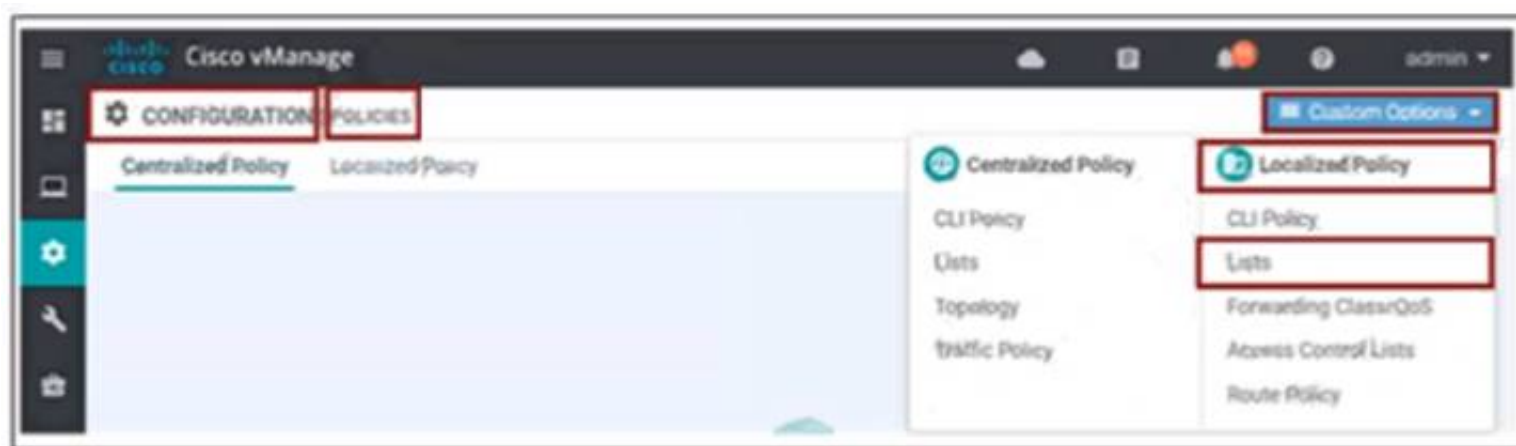 CISCO Cisco vManage admin
CONFIGURATION POLICIES Custom Options
Centralized Policy Localized Policy
Centralized Policy
CLI Policy
Lists
Topology
Traffic Policy
Localized Policy
CLI Policy
Lists
Forwarding Class/QoS
Access Control Lists
Route Policy